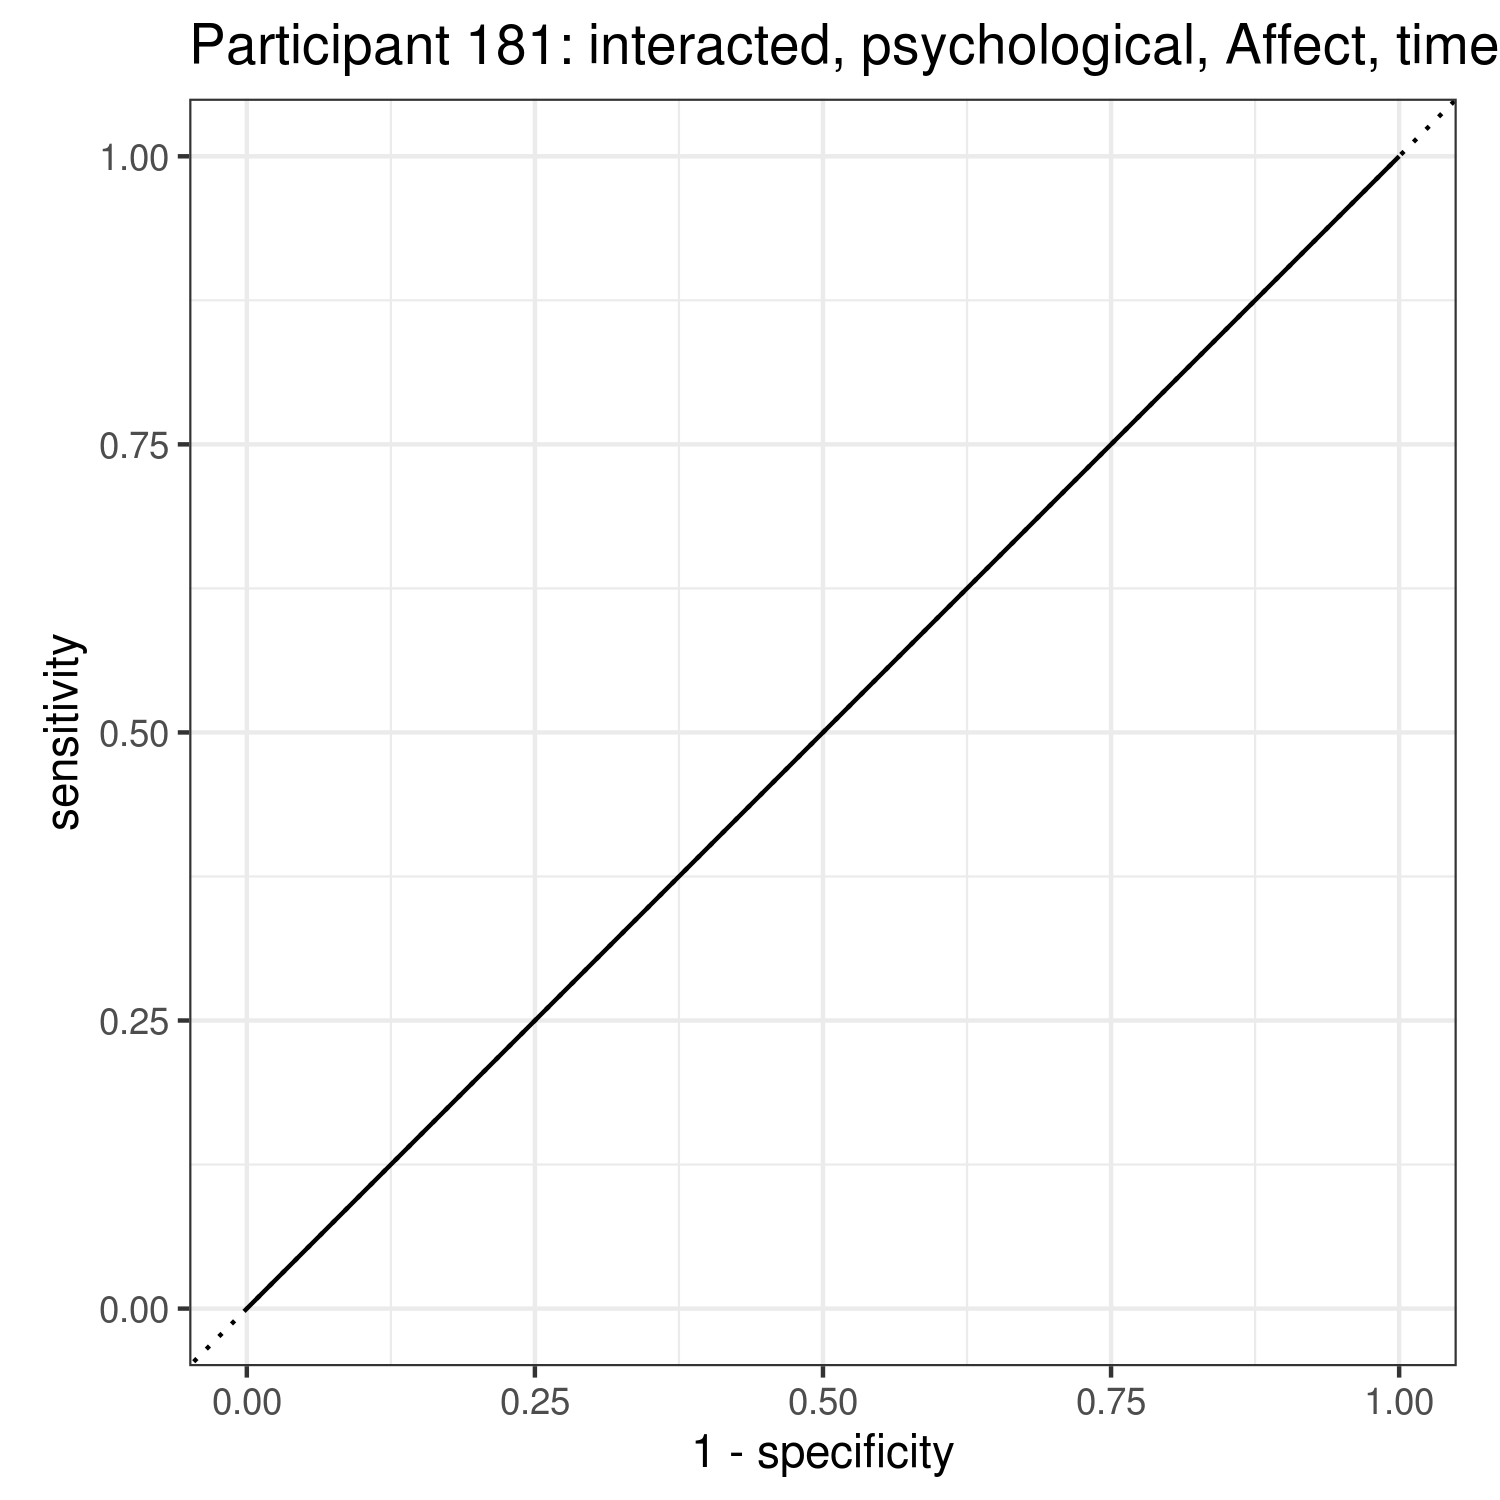 Participant 181: interacted, psychological, Affect, time
1.00
0.75
0.50
0.25
0.00
sensitivity
0.00 0.25 0.50 0.75 1.00
1 - specificity